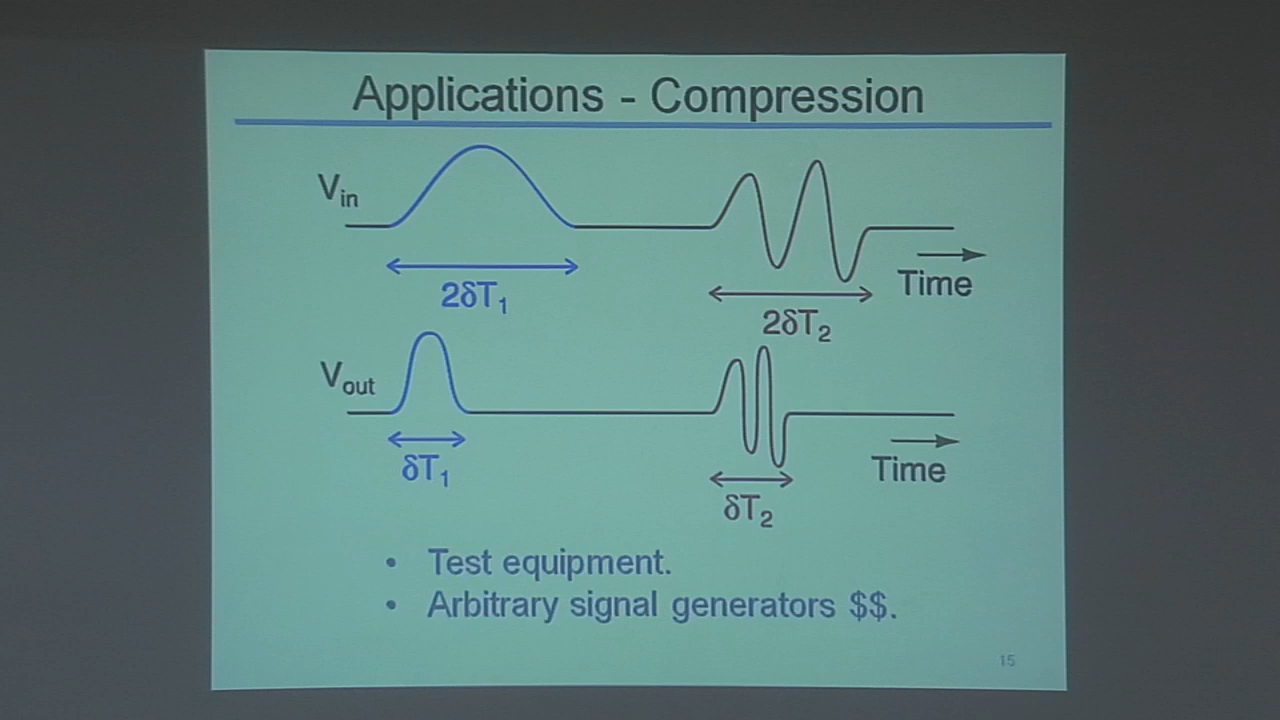 Applications - Compression
Vin
Time
2δT1
2δT2
Vout
Time
δT1
δT2
• Test equipment.
• Arbitrary signal generators $$.
15